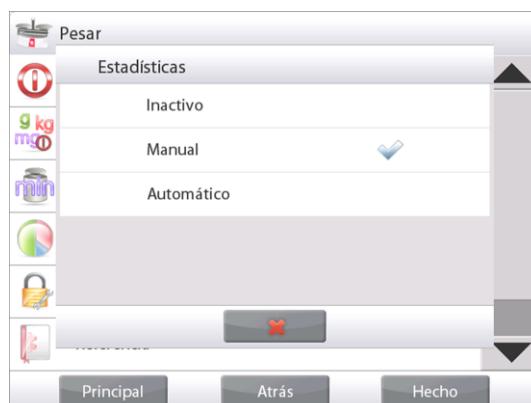 Pesar
Estadísticas
Inactivo
g kg
mg
Manual
min
Automático
Principal
Atrás
Hecho